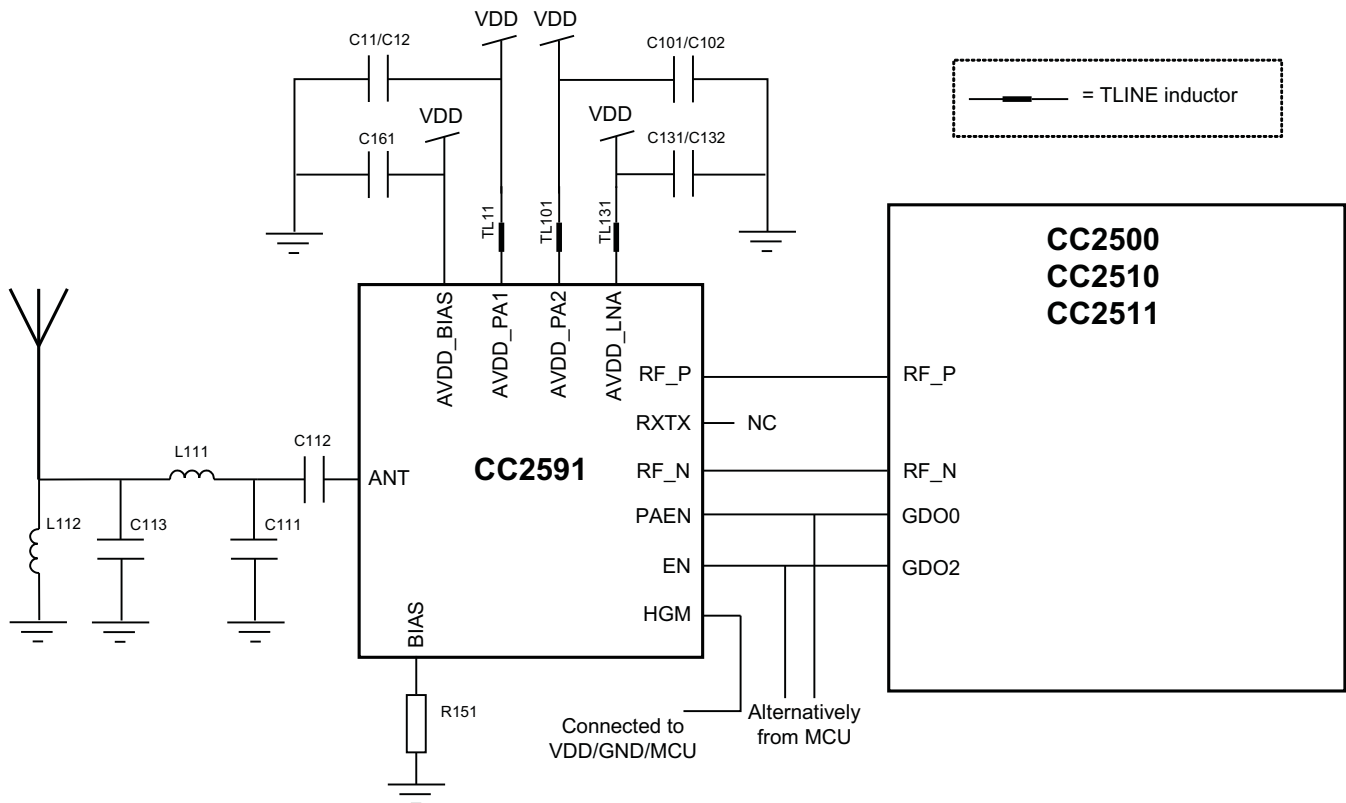 VDD VDD
C11/C12
C101/C102
= TLINE inductor
VDD
VDD
C161
C131/C132
TL11
TL101
TL131
CC2500
CC2510
CC2511
AVDD_BIAS
AVDD_PA1
AVDD_PA2
AVDD_LNA
RF_P
RF_P
RXTX
NC
C112
L111
ANT
CC2591
RF_N
RF_N
L112
C113
C111
PAEN
GDO0
EN
GDO2
HGM
BIAS
R151
Connected to
VDD/GND/MCU
Alternatively
from MCU